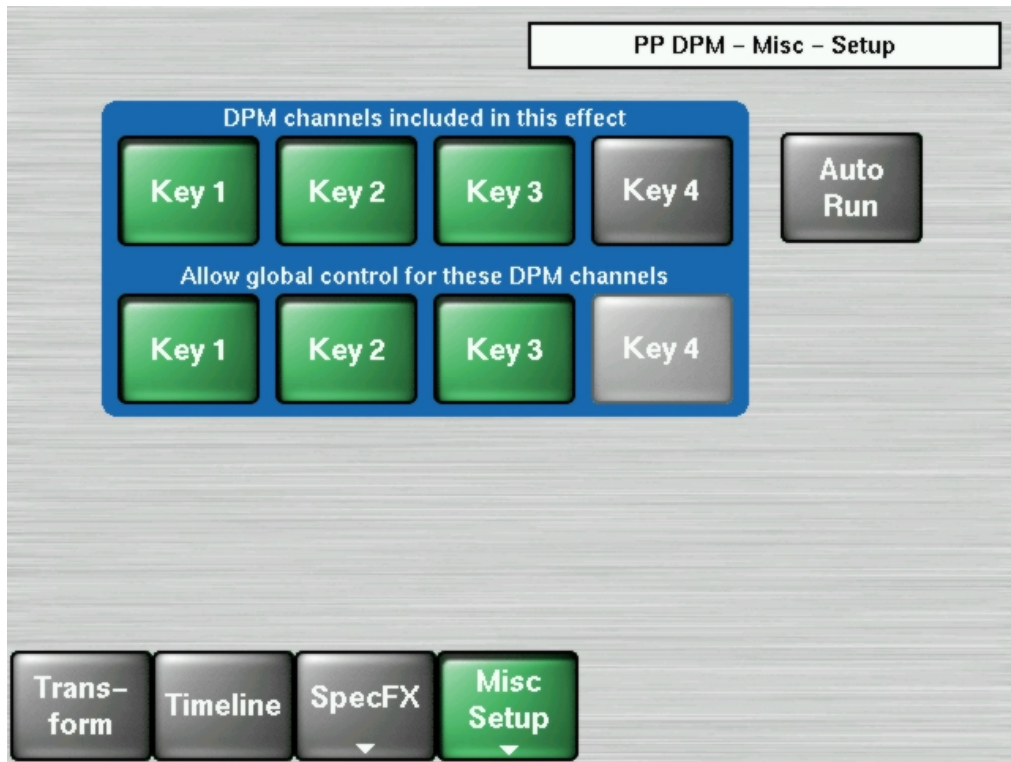 PP DPM – Misc – Setup
DPM channels included in this effect
Key 1
Key 2
Key 3
Key 4
Auto
Run
Allow global control for these DPM channels
Key 1
Key 2
Key 3
Key 4
Trans–
form
Timeline
SpecFX
Misc
Setup